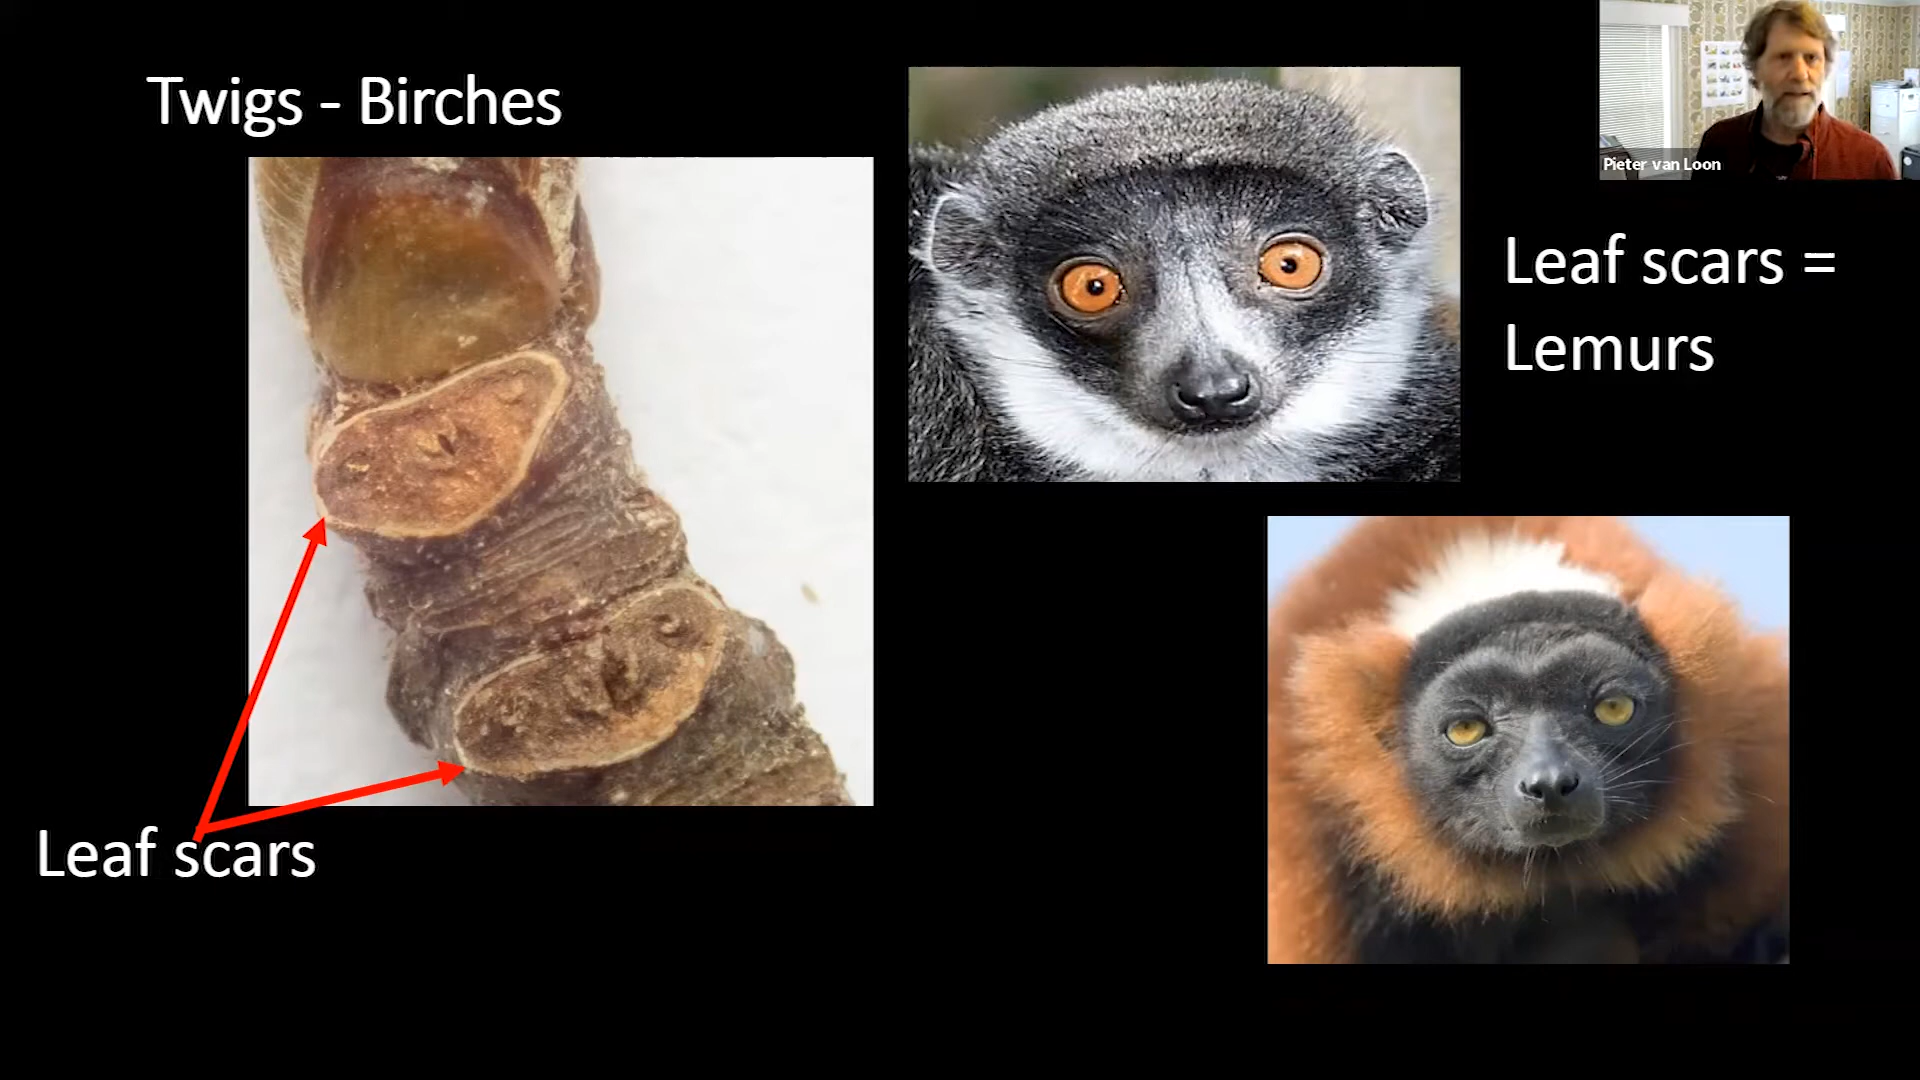 Twigs - Birches
Pieter van Loon
Leaf scars =
Lemurs
Leaf scars